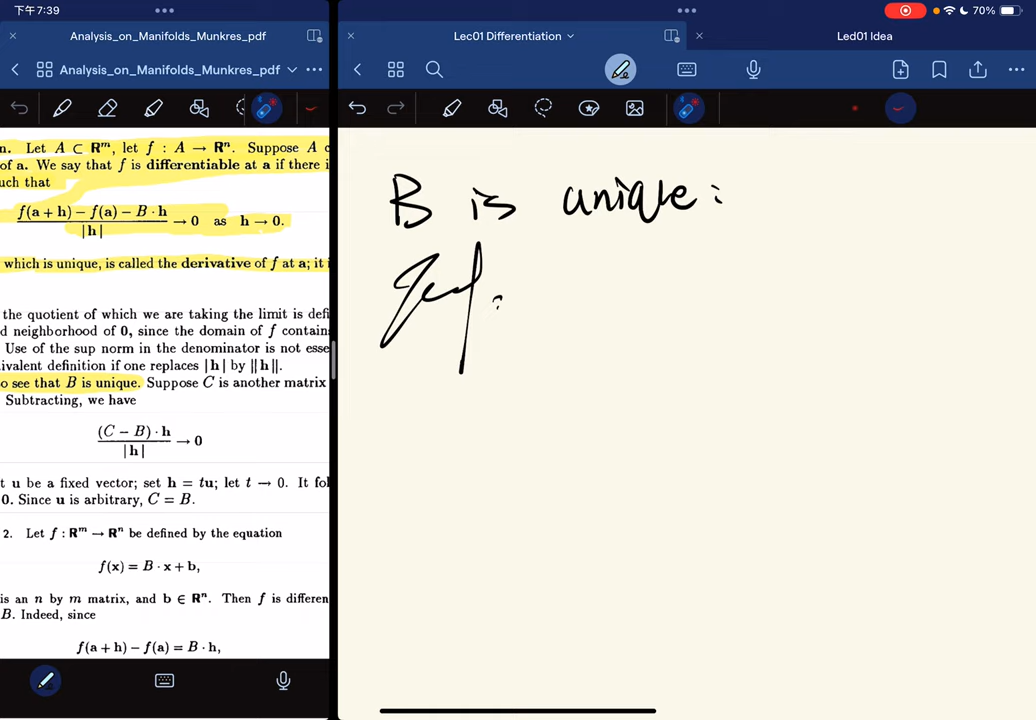 下午7:39
70%
Analysis_on_Manifolds_Munkres_pdf
Lec01 Differentiation
Led01 Idea
Analysis_on_Manifolds_Munkres_pdf
n. Let A ⊂ Rᵐ, let f : A → Rⁿ. Suppose A c
of a. We say that f is differentiable at a if there i
uch that
f(a + h) − f(a) − B · h
|h|
→ 0 as h → 0.
which is unique, is called the derivative of f at a; it i
the quotient of which we are taking the limit is defi
d neighborhood of 0, since the domain of f contain
Use of the sup norm in the denominator is not esse
ivalent definition if one replaces |h| by ||h||.
o see that B is unique. Suppose C is another matrix
Subtracting, we have
(C − B) · h
|h|
→ 0
t u be a fixed vector; set h = tu; let t → 0. It fol
0. Since u is arbitrary, C = B.
2. Let f : Rᵐ → Rⁿ be defined by the equation
f(x) = B · x + b,
is an n by m matrix, and b ∈ Rⁿ. Then f is differen
B. Indeed, since
f(a + h) − f(a) = B · h,
B is unique: